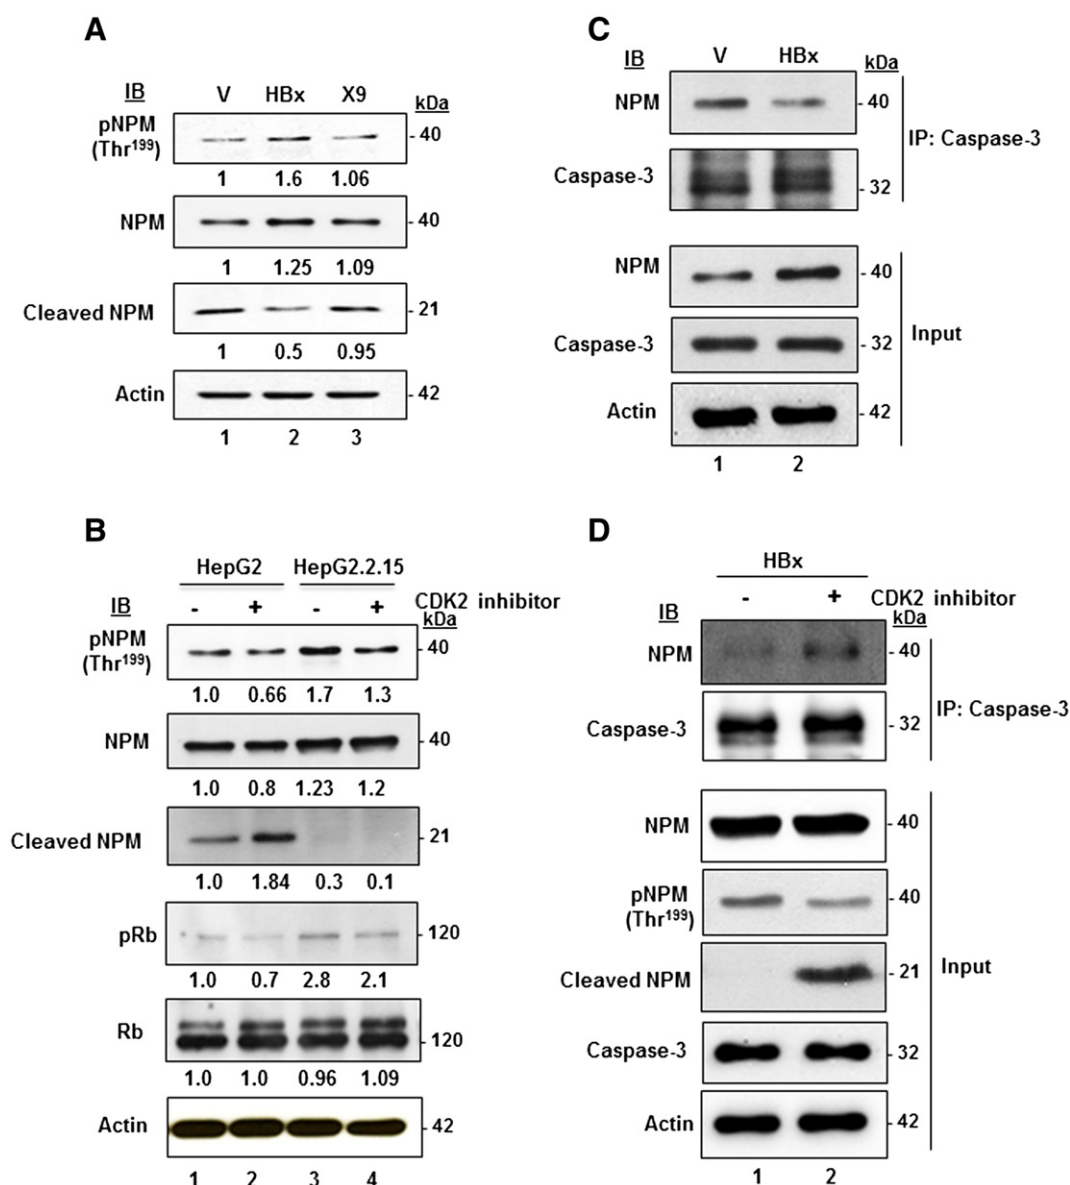 A
IB V HBx X9 kDa
pNPM (Thr¹⁹⁹) - 40
1 1.6 1.06
NPM - 40
1 1.25 1.09
Cleaved NPM - 21
1 0.5 0.95
Actin - 42
1 2 3
B
HepG2 HepG2.2.15
IB - + - + CDK2 inhibitor
kDa
pNPM (Thr¹⁹⁹) - 40
1.0 0.66 1.7 1.3
NPM - 40
1.0 0.8 1.23 1.2
Cleaved NPM - 21
1.0 1.84 0.3 0.1
pRb - 120
1.0 0.7 2.8 2.1
Rb - 120
1.0 1.0 0.96 1.09
Actin - 42
1 2 3 4
C
IB V HBx kDa
NPM - 40
IP: Caspase-3
Caspase-3 - 32
NPM - 40
Input
Caspase-3 - 32
Actin - 42
1 2
D
HBx
IB - + CDK2 inhibitor
kDa
NPM - 40
IP: Caspase-3
Caspase-3 - 32
NPM - 40
pNPM (Thr¹⁹⁹) - 40
Input
Cleaved NPM - 21
Caspase-3 - 32
Actin - 42
1 2